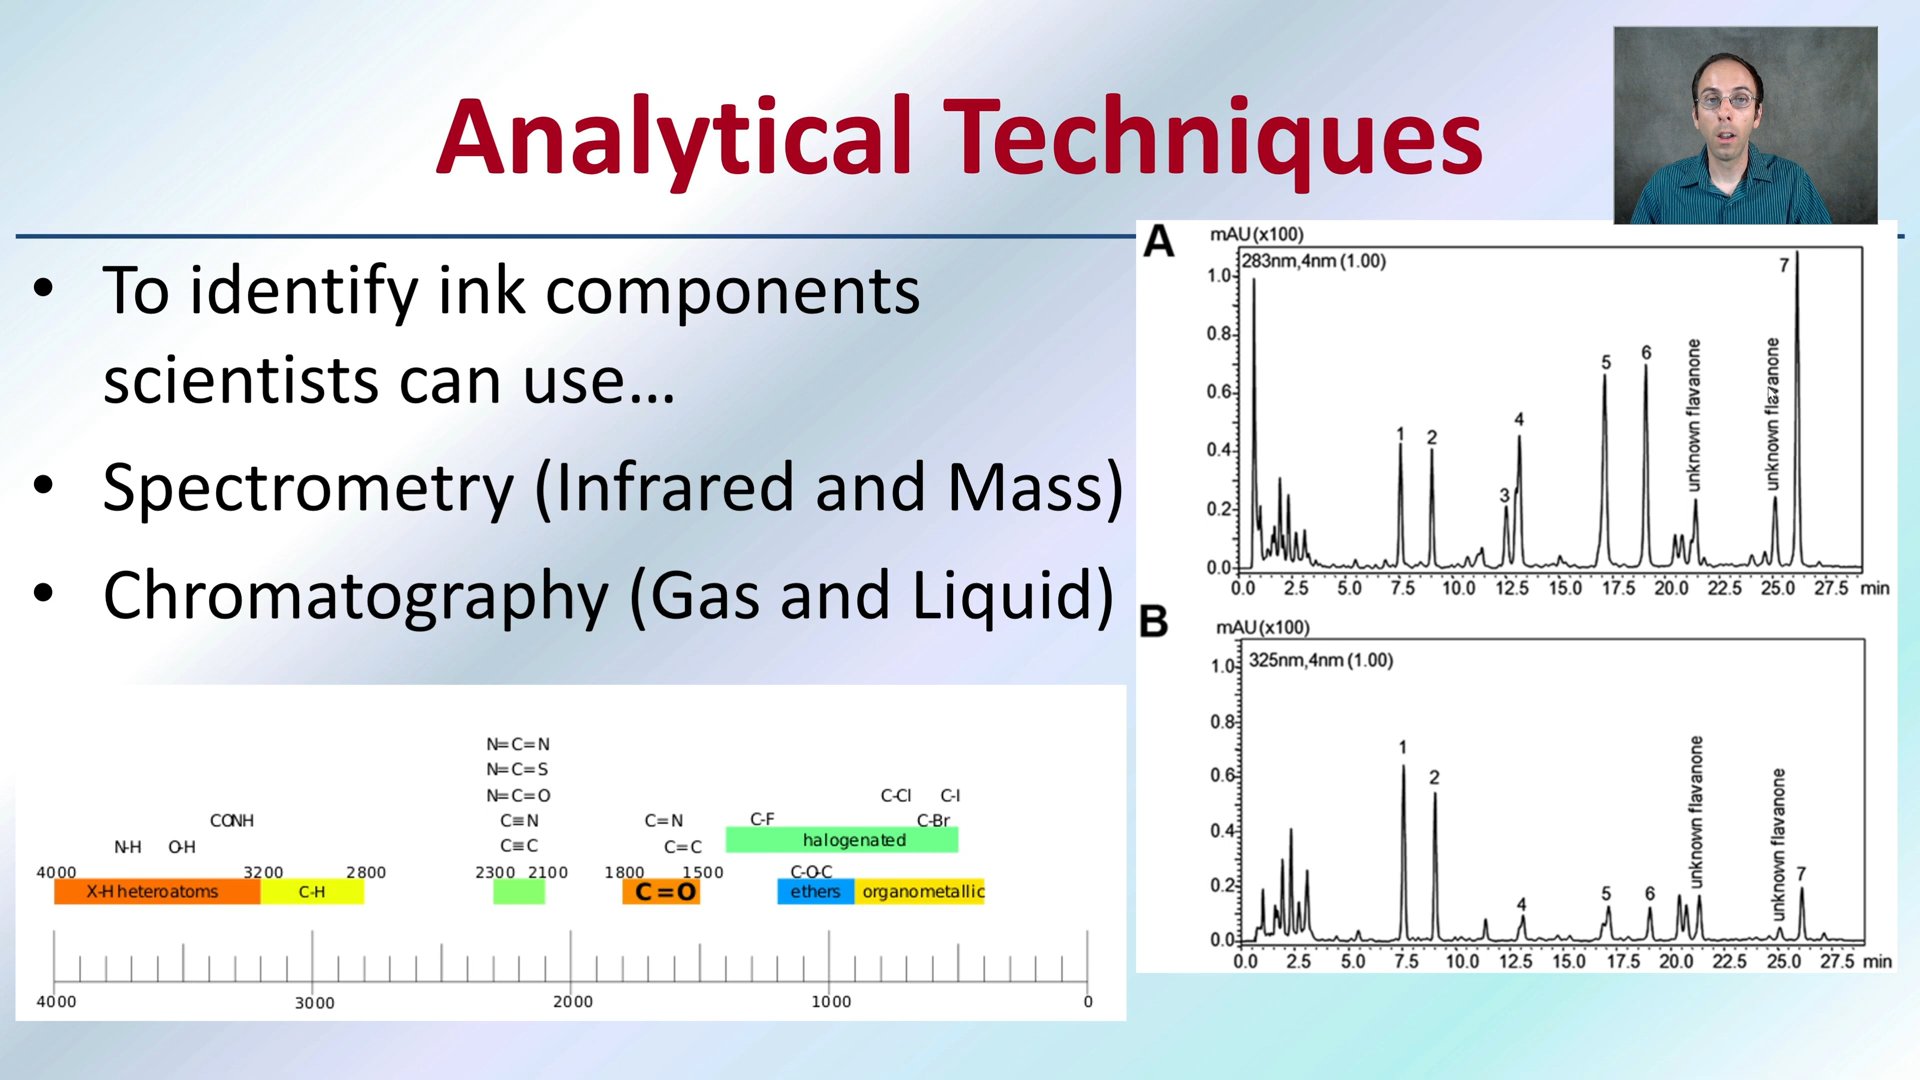 Analytical Techniques
• To identify ink components
scientists can use...
• Spectrometry (Infrared and Mass)
• Chromatography (Gas and Liquid)
A
mAU(x100)
283nm,4nm (1.00)
1.0
0.8
0.6
0.4
0.2
0.0
1
2
3
4
5
6
unknown flavanone
unknown flavanone
7
0.0 2.5 5.0 7.5 10.0 12.5 15.0 17.5 20.0 22.5 25.0 27.5 min
B
mAU(x100)
325nm,4nm (1.00)
1.0
0.8
0.6
0.4
0.2
0.0
1
2
4
5
6
unknown flavanone
unknown flavanone
7
0.0 2.5 5.0 7.5 10.0 12.5 15.0 17.5 20.0 22.5 25.0 27.5 min
N=C=N
N=C=S
N=C=O
C≡N
C≡C
CONH
N-H O-H
C=N
C=C
C-F
C-Cl C-I
C-Br
halogenated
4000 3200 2800 2300 2100 1800 1500 C-O-C
X-H heteroatoms C-H C=O ethers organometallic
4000 3000 2000 1000 0